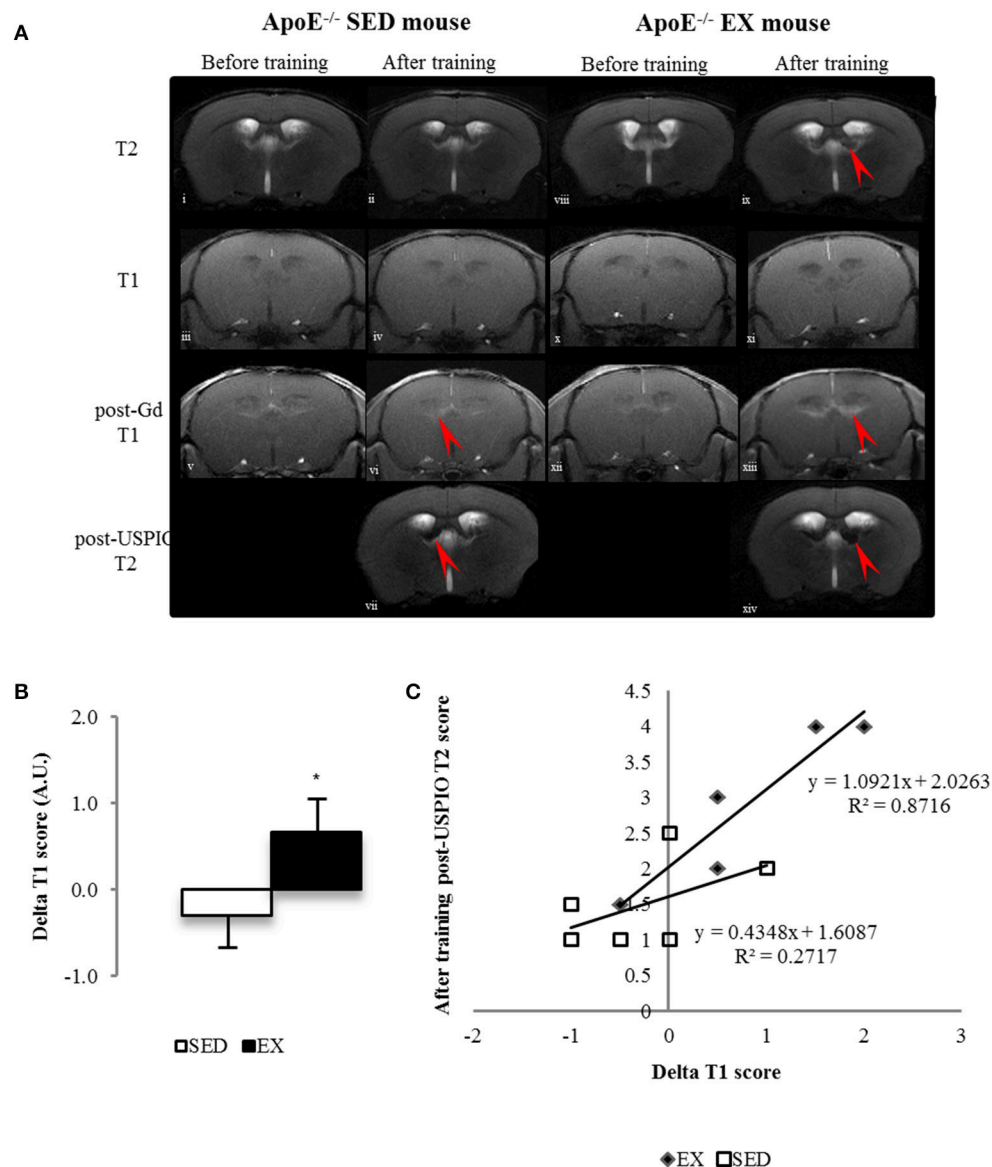 A
ApoE-/- SED mouse
ApoE-/- EX mouse
Before training
After training
Before training
After training
T2
i
ii
viii
ix
T1
iii
iv
x
xi
post-Gd
T1
v
vi
xii
xiii
post-USPIO
T2
vii
xiv
B
Delta T1 score (A.U.)
2.0
1.0
0.0
-1.0
*
SED EX
C
After training post-USPIO T2 score
4.5
4
3.5
3
2.5
2
1.5
1
0.5
0
y = 1.0921x + 2.0263
R² = 0.8716
y = 0.4348x + 1.6087
R² = 0.2717
-2 -1 0 1 2 3
Delta T1 score
EX SED